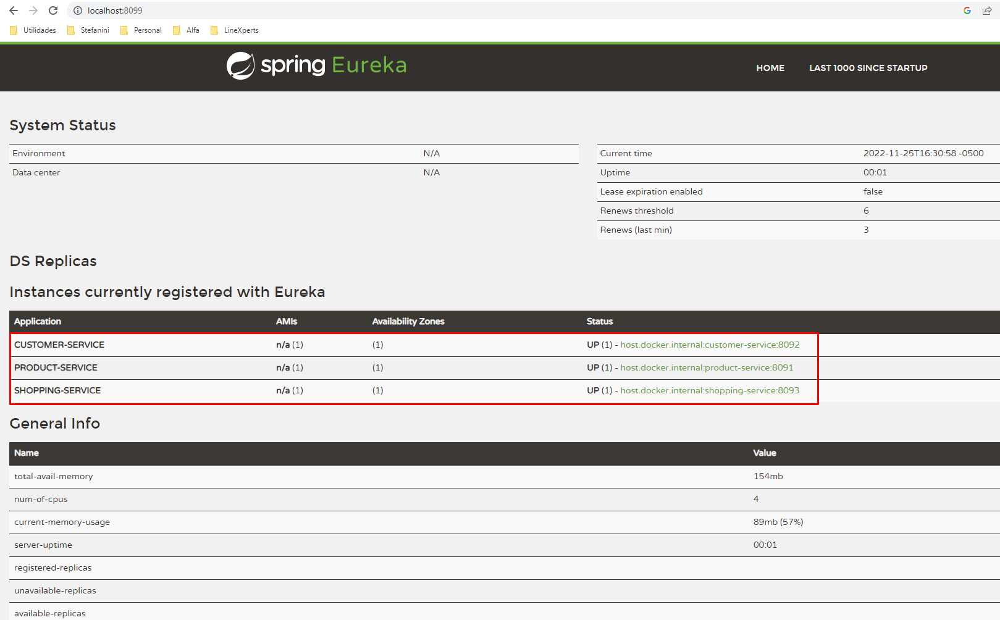 localhost:8099
Utilidades Stefanini Personal Alfa LineXperts
spring Eureka HOME LAST 1000 SINCE STARTUP
System Status
Environment N/A
Data center N/A
Current time 2022-11-25T16:30:58 -0500
Uptime 00:01
Lease expiration enabled false
Renews threshold 6
Renews (last min) 3
DS Replicas
Instances currently registered with Eureka
Application AMIs Availability Zones Status
CUSTOMER-SERVICE n/a (1) (1) UP (1) - host.docker.internal:customer-service:8092
PRODUCT-SERVICE n/a (1) (1) UP (1) - host.docker.internal:product-service:8091
SHOPPING-SERVICE n/a (1) (1) UP (1) - host.docker.internal:shopping-service:8093
General Info
Name Value
total-avail-memory 154mb
num-of-cpus 4
current-memory-usage 89mb (57%)
server-uptime 00:01
registered-replicas
unavailable-replicas
available-replicas